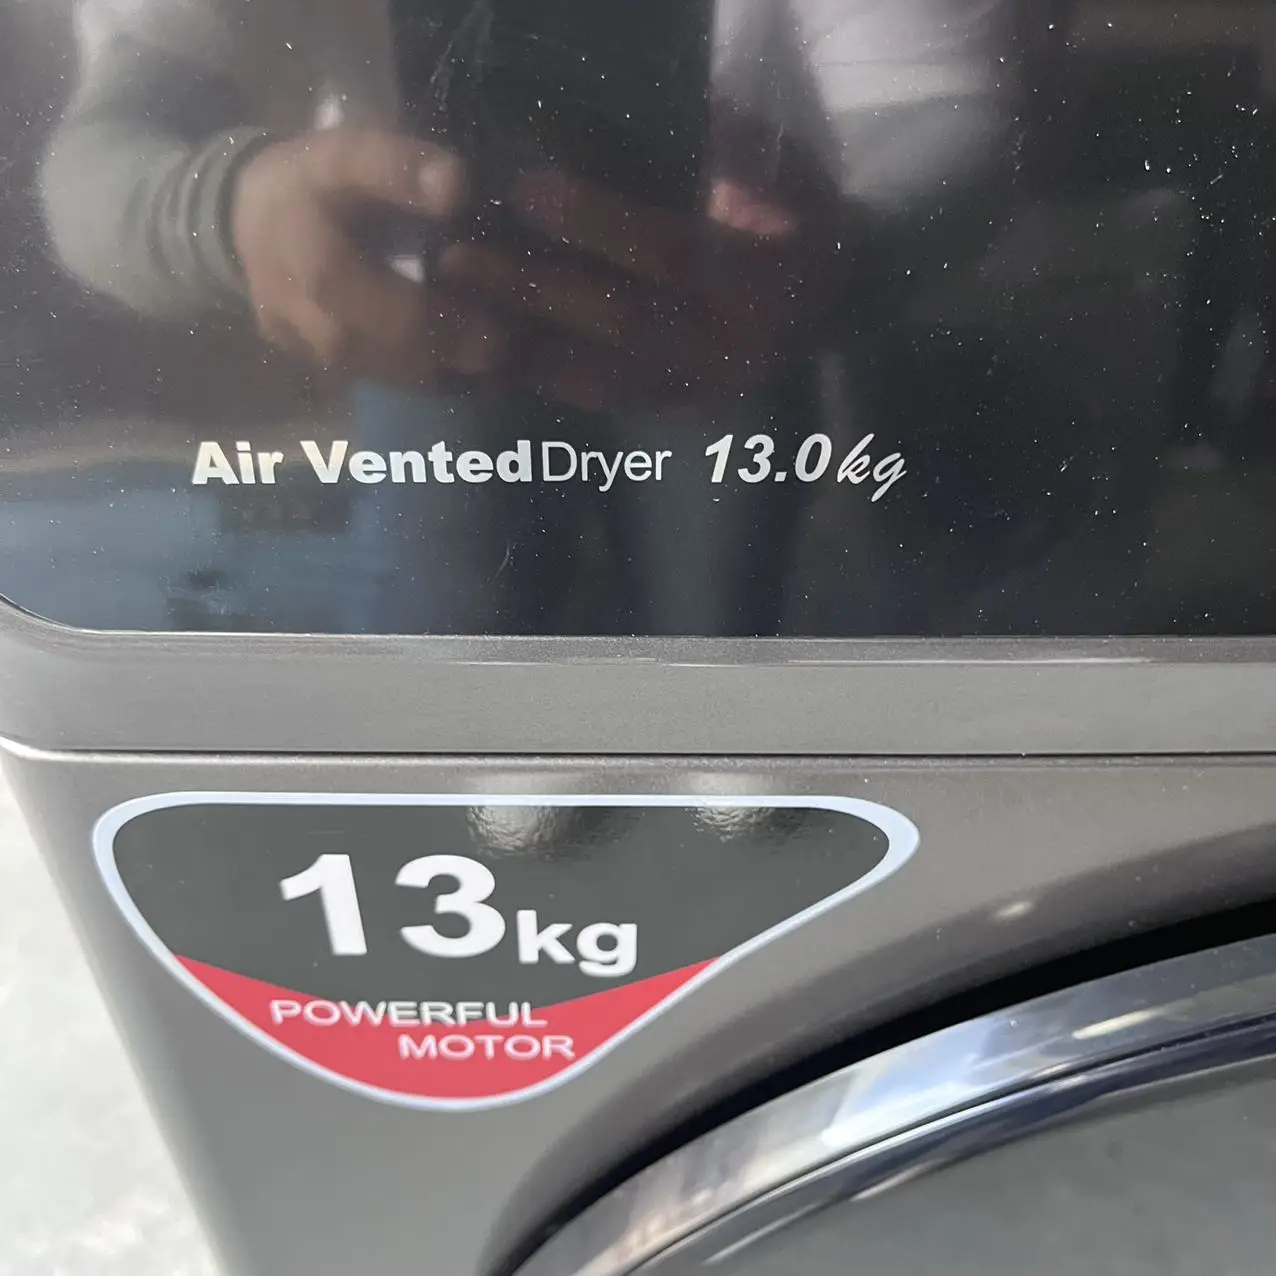 Air Vented Dryer 13.0kg
13kg
POWERFUL
MOTOR